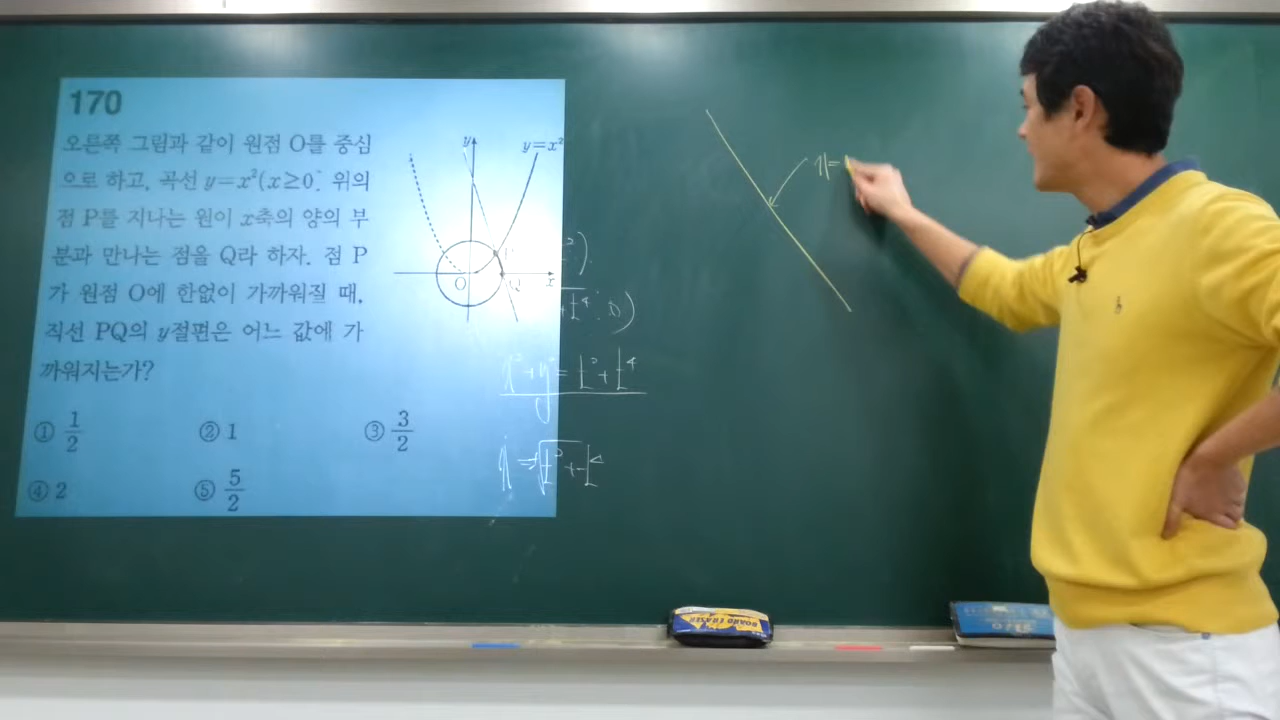 170
오른쪽 그림과 같이 원점 O를 중심
으로 하고, 곡선 y=x²(x≥0) 위의
점 P를 지나는 원이 x축의 양의 부
분과 만나는 점을 Q라 하자. 점 P
가 원점 O에 한없이 가까워질 때,
직선 PQ의 y절편은 어느 값에 가
까워지는가?
① 1/2
② 1
③ 3/2
④ 2
⑤ 5/2
y
y=x²
P
O
Q
x
x²+y²=t²+t⁴
BOARD ERASER